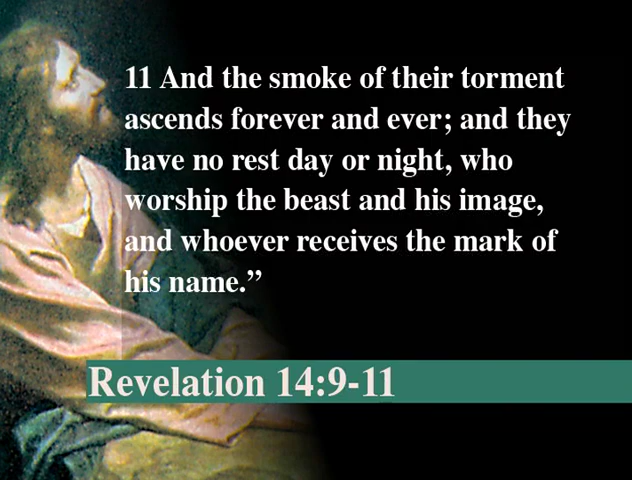 11 And the smoke of their torment
ascends forever and ever; and they
have no rest day or night, who
worship the beast and his image,
and whoever receives the mark of
his name.”
Revelation 14:9-11